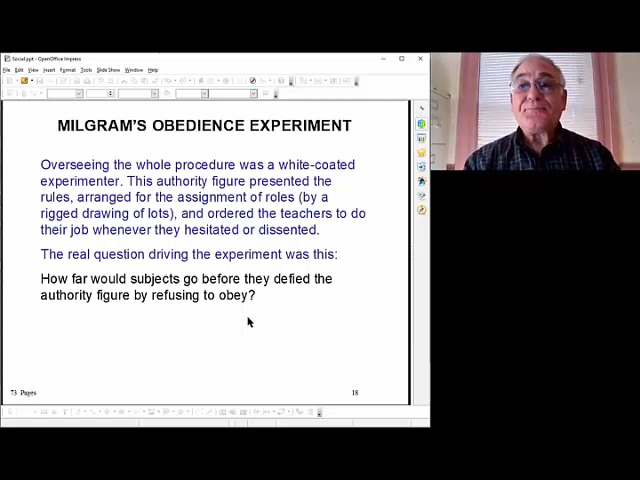 Social.ppt - OpenOffice Impress
File Edit View Insert Format Tools Slide Show Window Help
MILGRAM'S OBEDIENCE EXPERIMENT
Overseeing the whole procedure was a white-coated
experimenter. This authority figure presented the
rules, arranged for the assignment of roles (by a
rigged drawing of lots), and ordered the teachers to do
their job whenever they hesitated or dissented.
The real question driving the experiment was this:
How far would subjects go before they defied the
authority figure by refusing to obey?
73 Pages 18